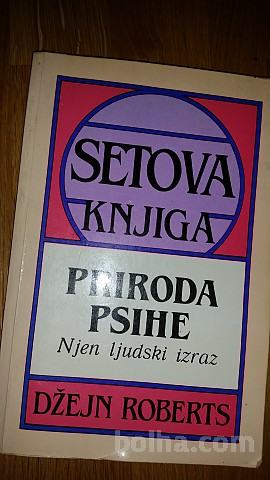 SETOVA
KNJIGA
PRIRODA
PSIHE
Njen ljudski izraz
DŽEJN ROBERTS
bolha.com